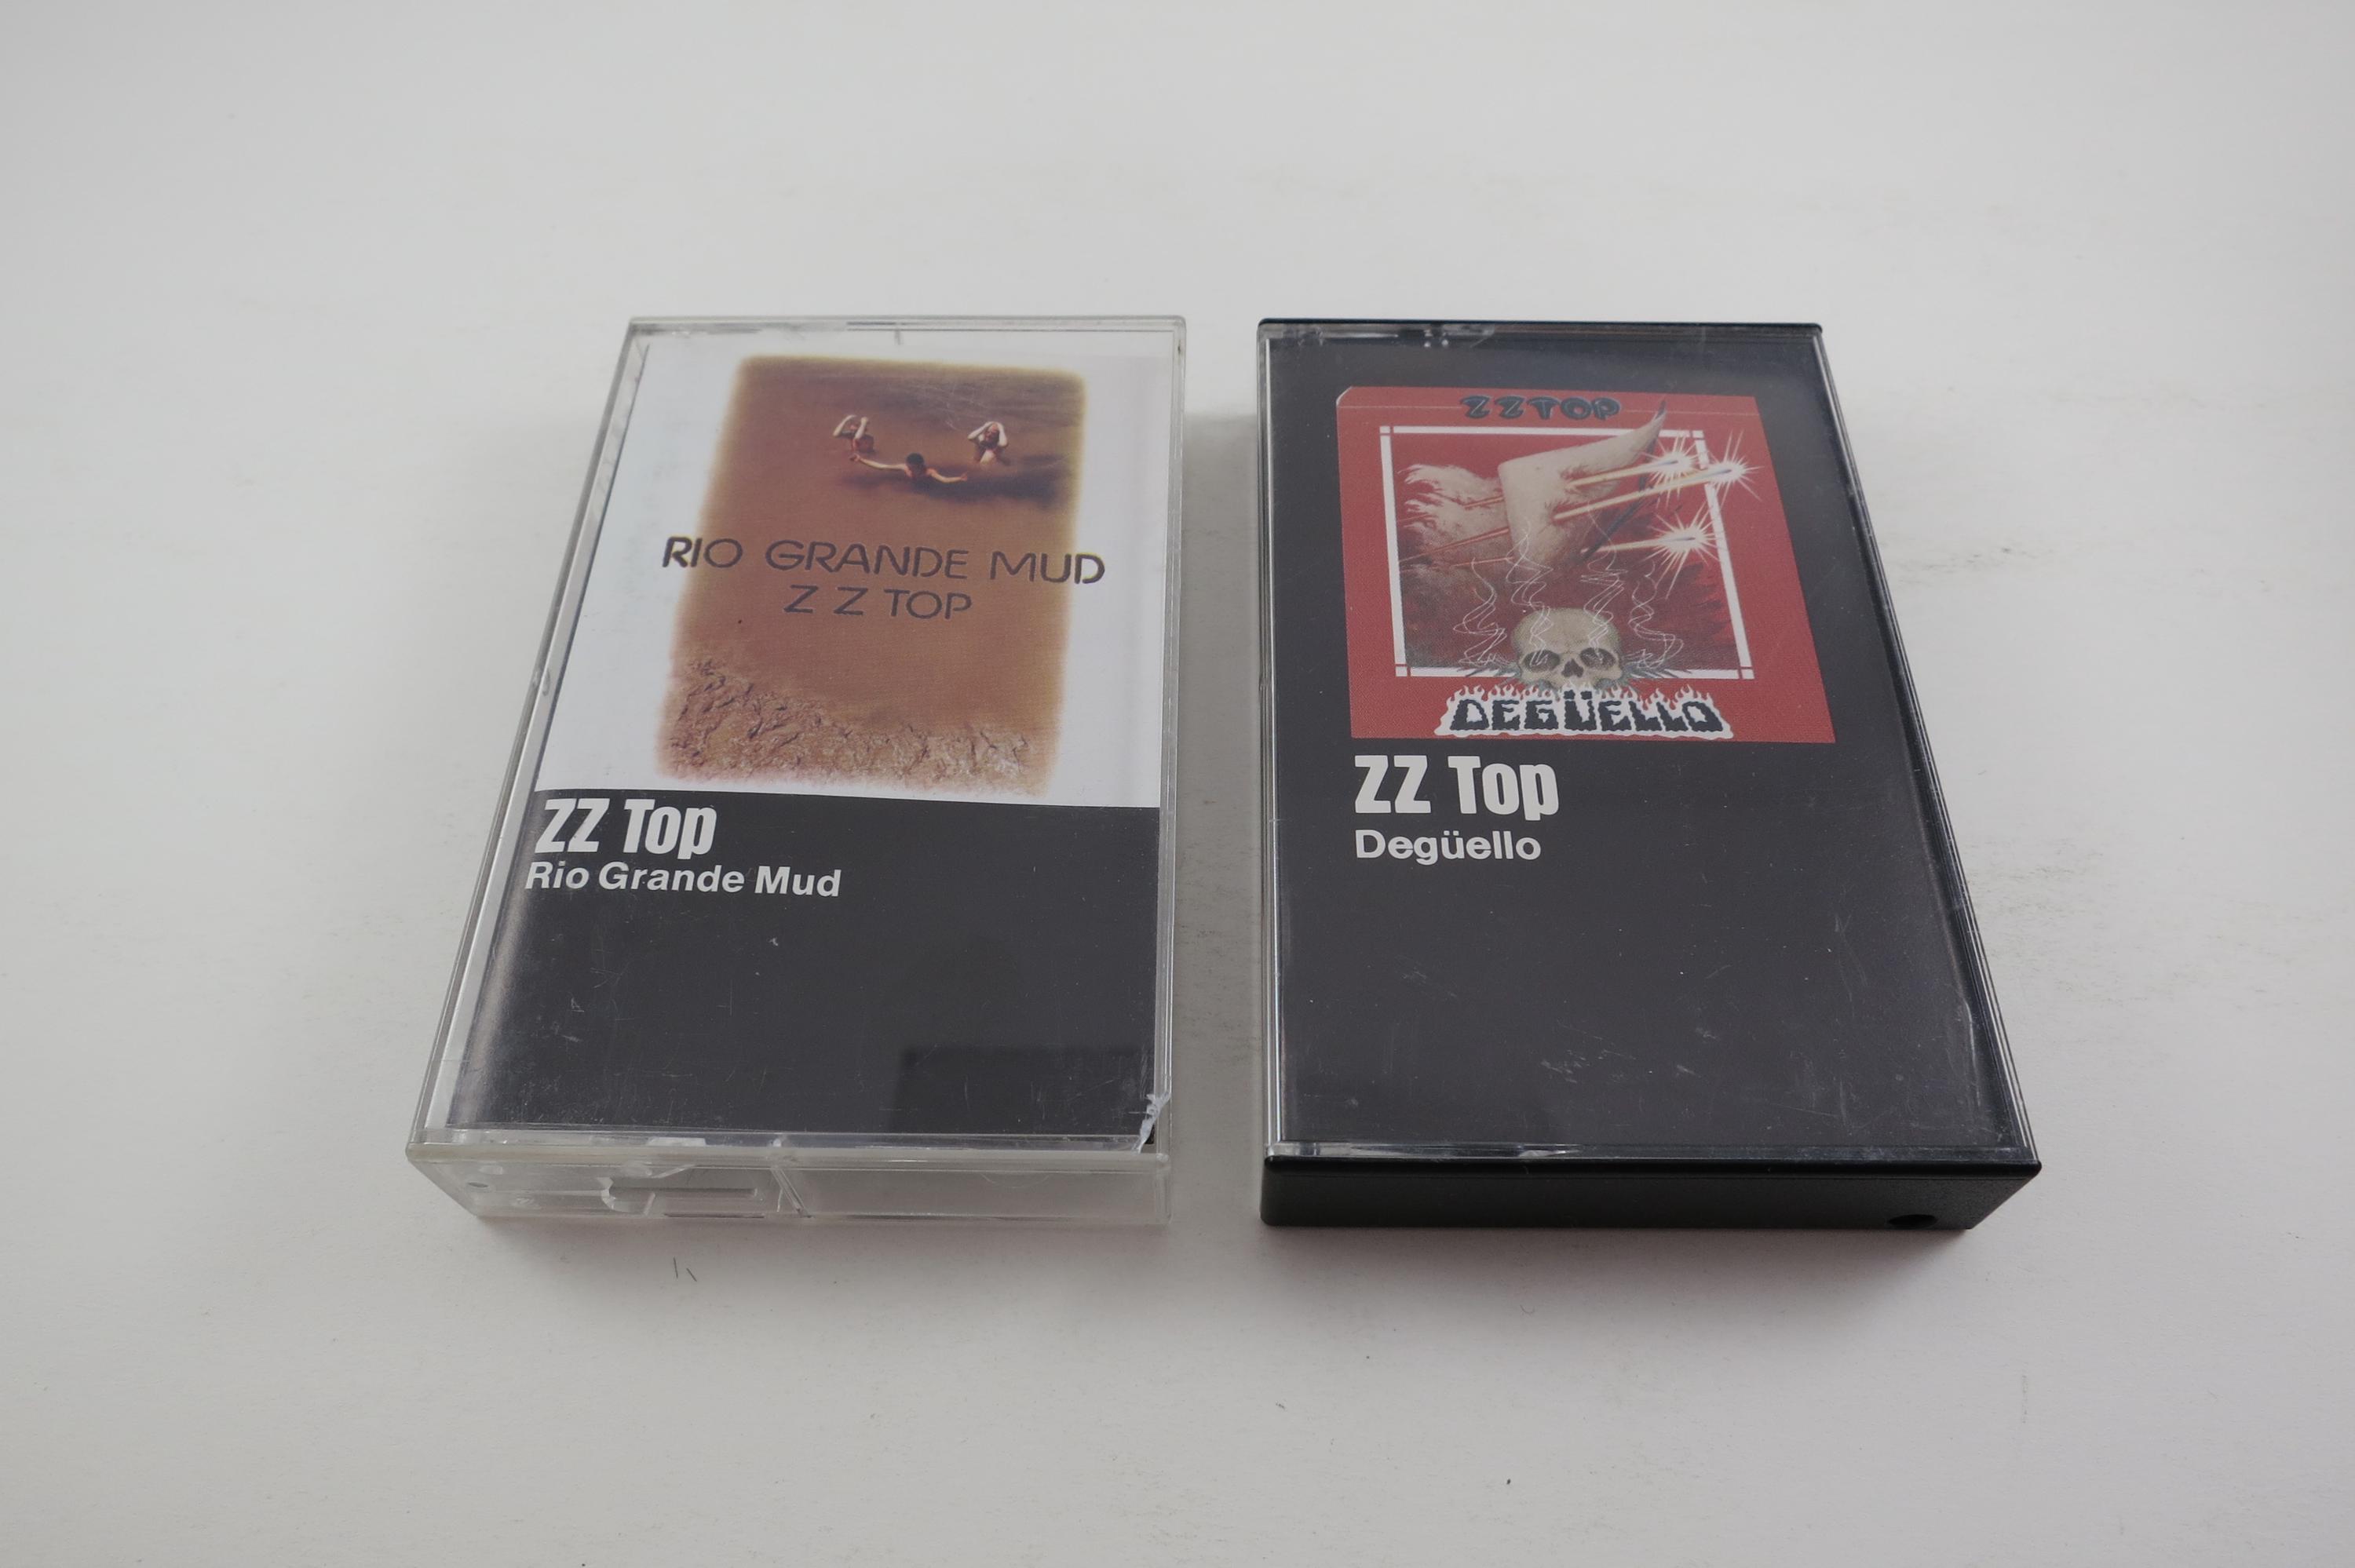 RIO GRANDE MUD
Z Z TOP
ZZ Top
Rio Grande Mud
ZZ TOP
DEGÜELLO
ZZ Top
Degüello